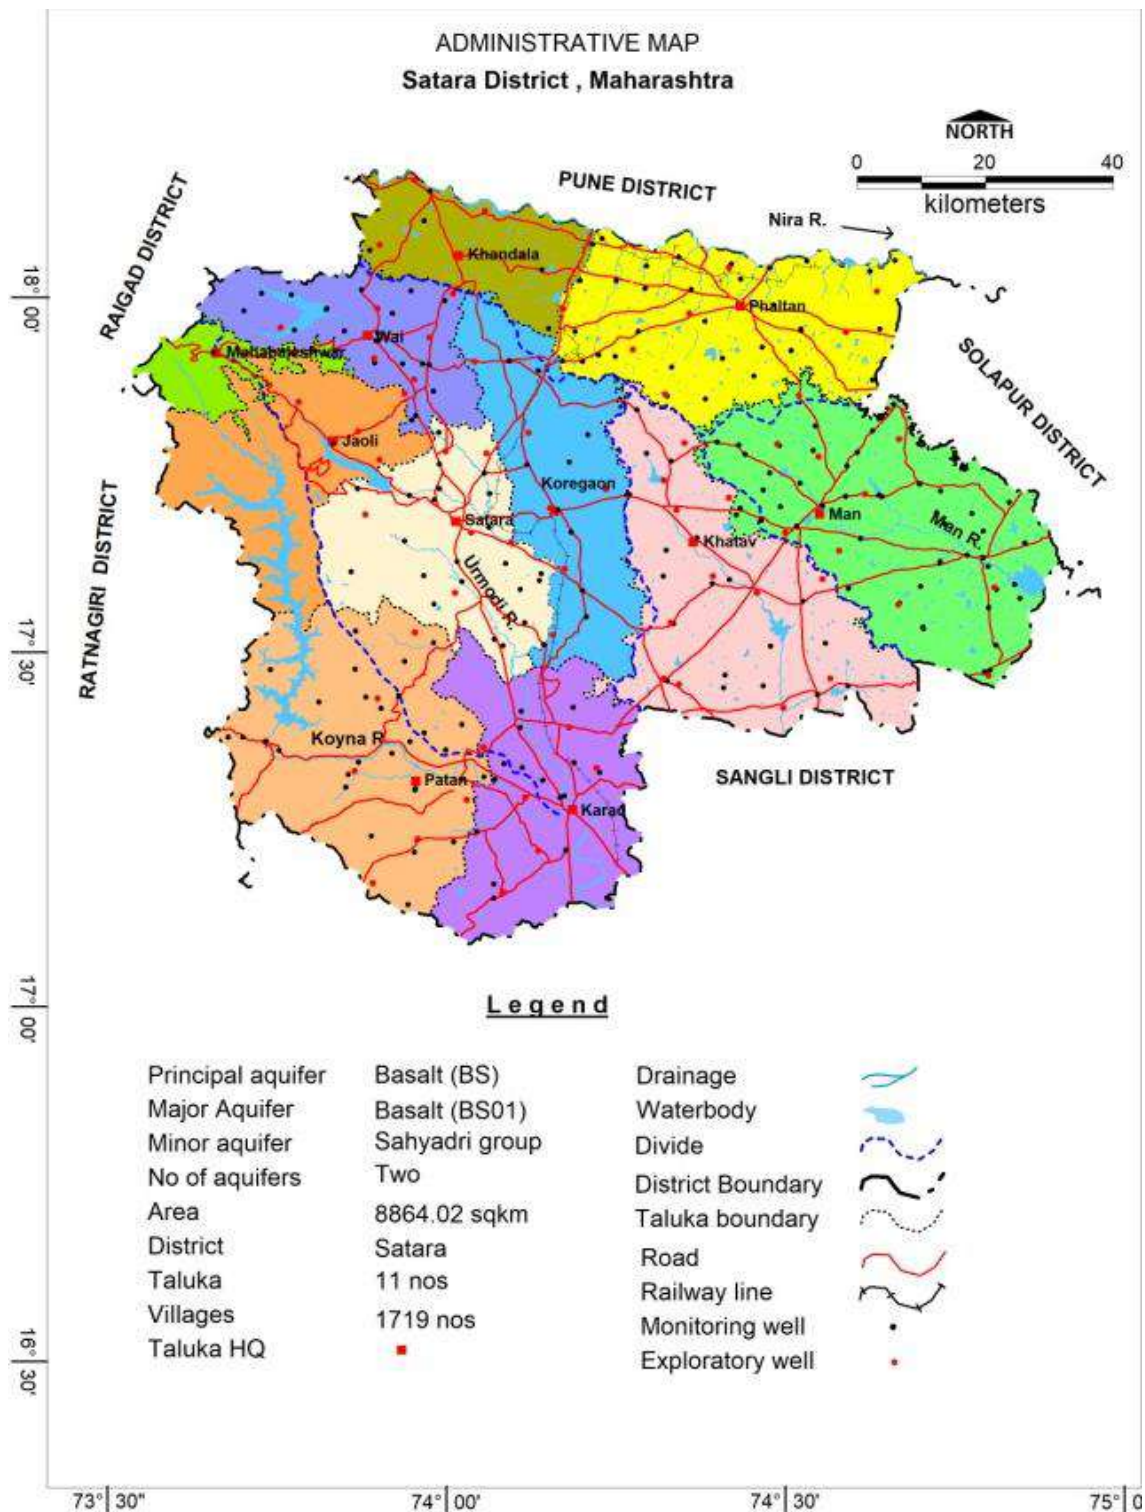 ADMINISTRATIVE MAP
Satara District , Maharashtra
NORTH
0 20 40
kilometers
PUNE DISTRICT
RAIGAD DISTRICT
Nira R.
Khandala
18° 00'
Phaltan
Wai
Mahabaleshwar
SOLAPUR DISTRICT
Jaoli
Koregaon
RATNAGIRI DISTRICT
Satara
Man
Man R.
Khatav
Urmodi R.
17° 30'
Koyna R
SANGLI DISTRICT
Patan
Karad
17° 00'
Legend
Principal aquifer Basalt (BS)
Major Aquifer Basalt (BS01)
Minor aquifer Sahyadri group
No of aquifers Two
Area 8864.02 sqkm
District Satara
Taluka 11 nos
Villages 1719 nos
Taluka HQ
Drainage
Waterbody
Divide
District Boundary
Taluka boundary
Road
Railway line
Monitoring well
Exploratory well
16° 30'
73° 30' 74° 00' 74° 30' 75° 0